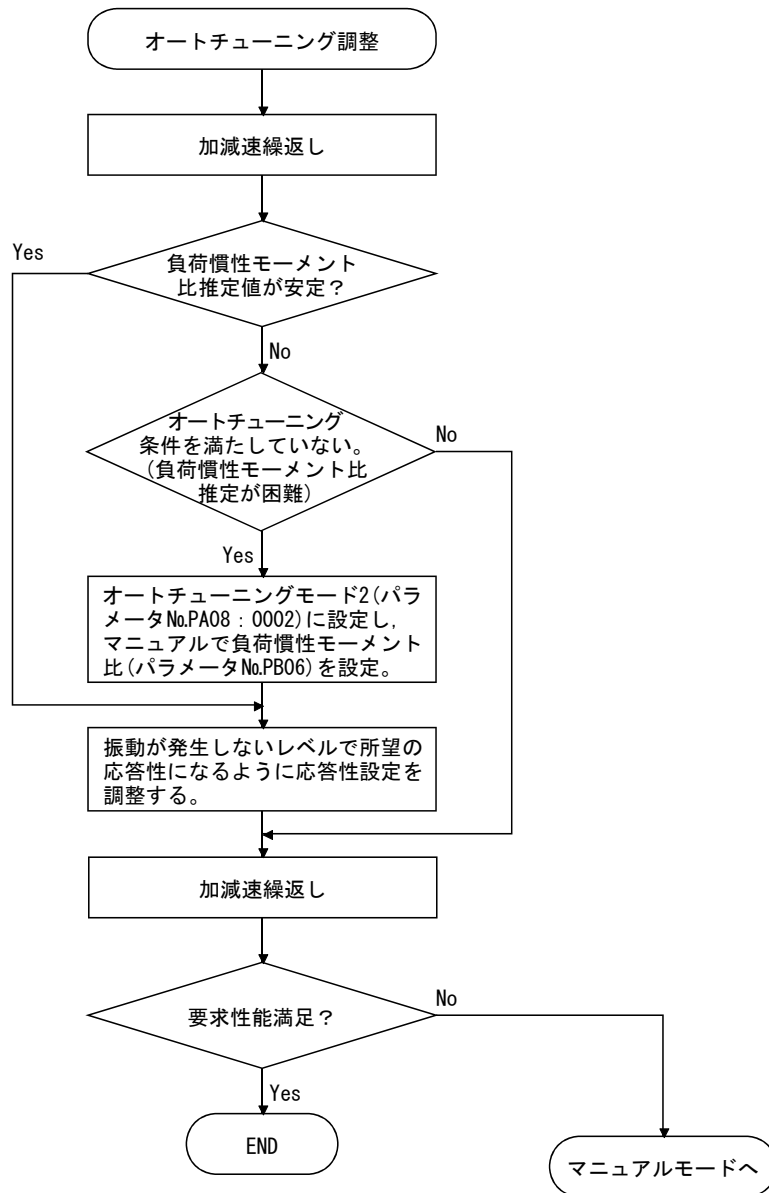 オートチューニング調整
加減速繰返し
Yes
負荷慣性モーメント
比推定値が安定？
No
オートチューニング
条件を満たしていない。
(負荷慣性モーメント比
推定が困難)
No
Yes
オートチューニングモード2(パラ
メータ№PA08：0002)に設定し,
マニュアルで負荷慣性モーメント
比(パラメータ№PB06)を設定。
振動が発生しないレベルで所望の
応答性になるように応答性設定を
調整する。
加減速繰返し
要求性能満足？
No
Yes
END
マニュアルモードへ